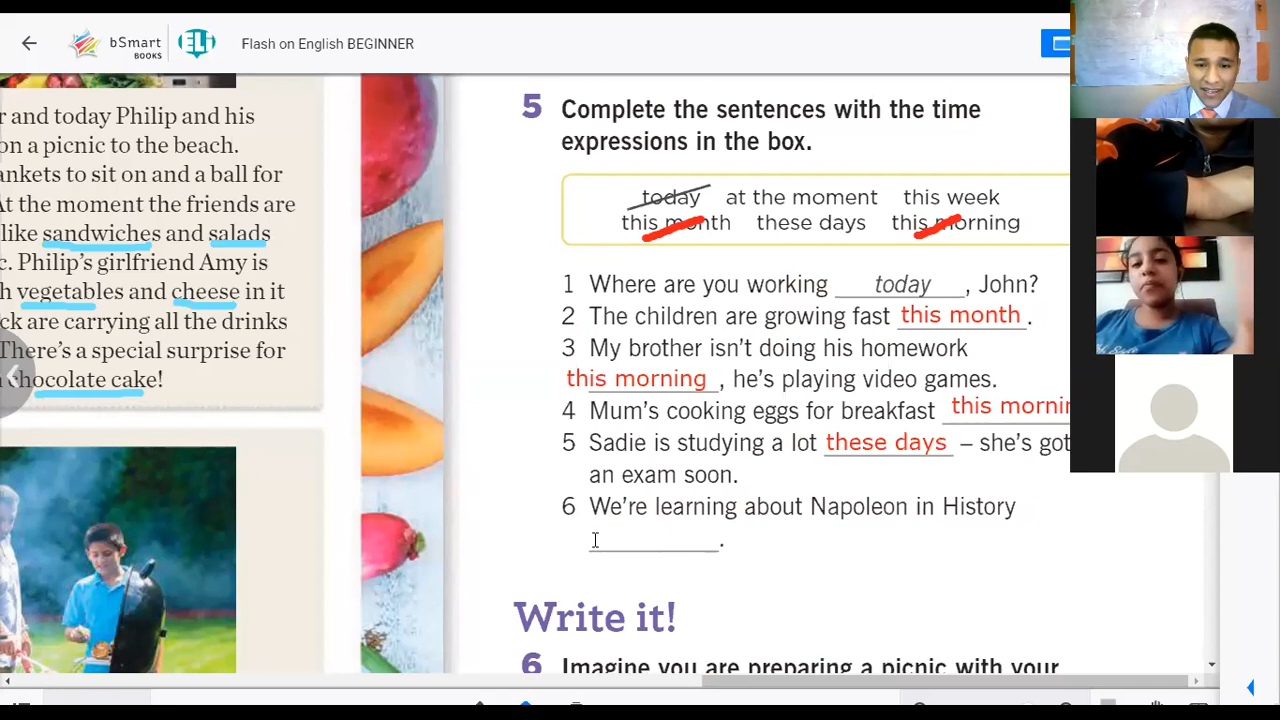 bSmart BOOKS ELi Flash on English BEGINNER
r and today Philip and his
on a picnic to the beach.
ankets to sit on and a ball for
At the moment the friends are
like sandwiches and salads
c. Philip's girlfriend Amy is
h vegetables and cheese in it
ck are carrying all the drinks
There's a special surprise for
chocolate cake!
5 Complete the sentences with the time
expressions in the box.
today at the moment this week
this month these days this morning
1 Where are you working today, John?
2 The children are growing fast this month.
3 My brother isn't doing his homework
this morning, he's playing video games.
4 Mum's cooking eggs for breakfast this mornin
5 Sadie is studying a lot these days – she's got
an exam soon.
6 We're learning about Napoleon in History
.
Write it!
6 Imagine you are preparing a picnic with your